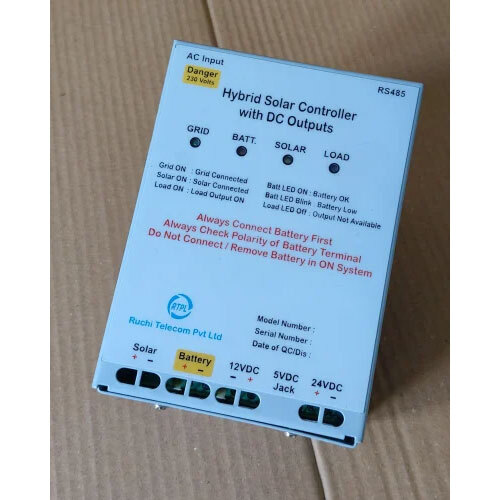 AC Input
Danger
230 Volts
RS485
Hybrid Solar Controller
with DC Outputs
GRID BATT. SOLAR LOAD
Grid ON : Grid Connected
Solar ON : Solar Connected
Load ON : Load Output ON
Batt LED ON : Battery OK
Batt LED Blink : Battery Low
Load LED Off : Output Not Available
Always Connect Battery First
Always Check Polarity of Battery Terminal
Do Not Connect / Remove Battery in ON System
RTPL
Ruchi Telecom Pvt Ltd
Model Number :
Serial Number :
Date of QC/Dis :
Solar Battery 12VDC 5VDC 24VDC
+ − + − − + Jack − +